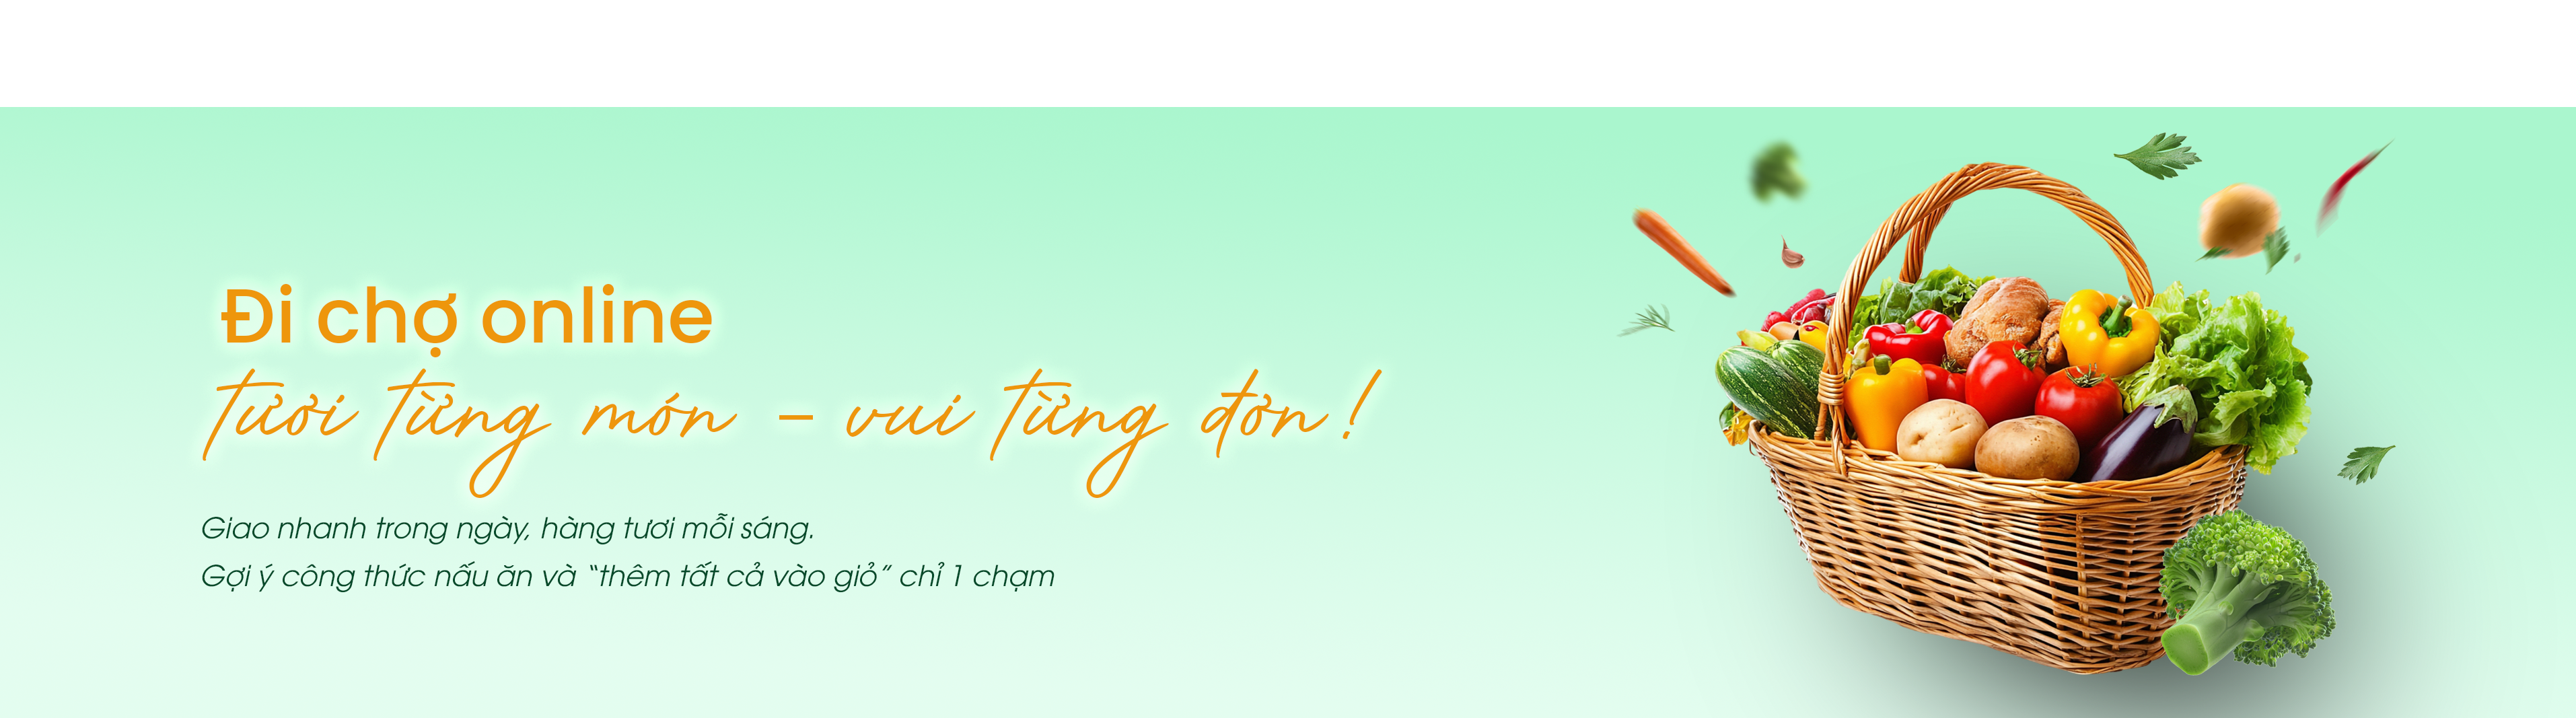 Đi chợ online
tươi từng món – vui từng đơn !
Giao nhanh trong ngày, hàng tươi mỗi sáng.
Gợi ý công thức nấu ăn và “thêm tất cả vào giỏ” chỉ 1 chạm